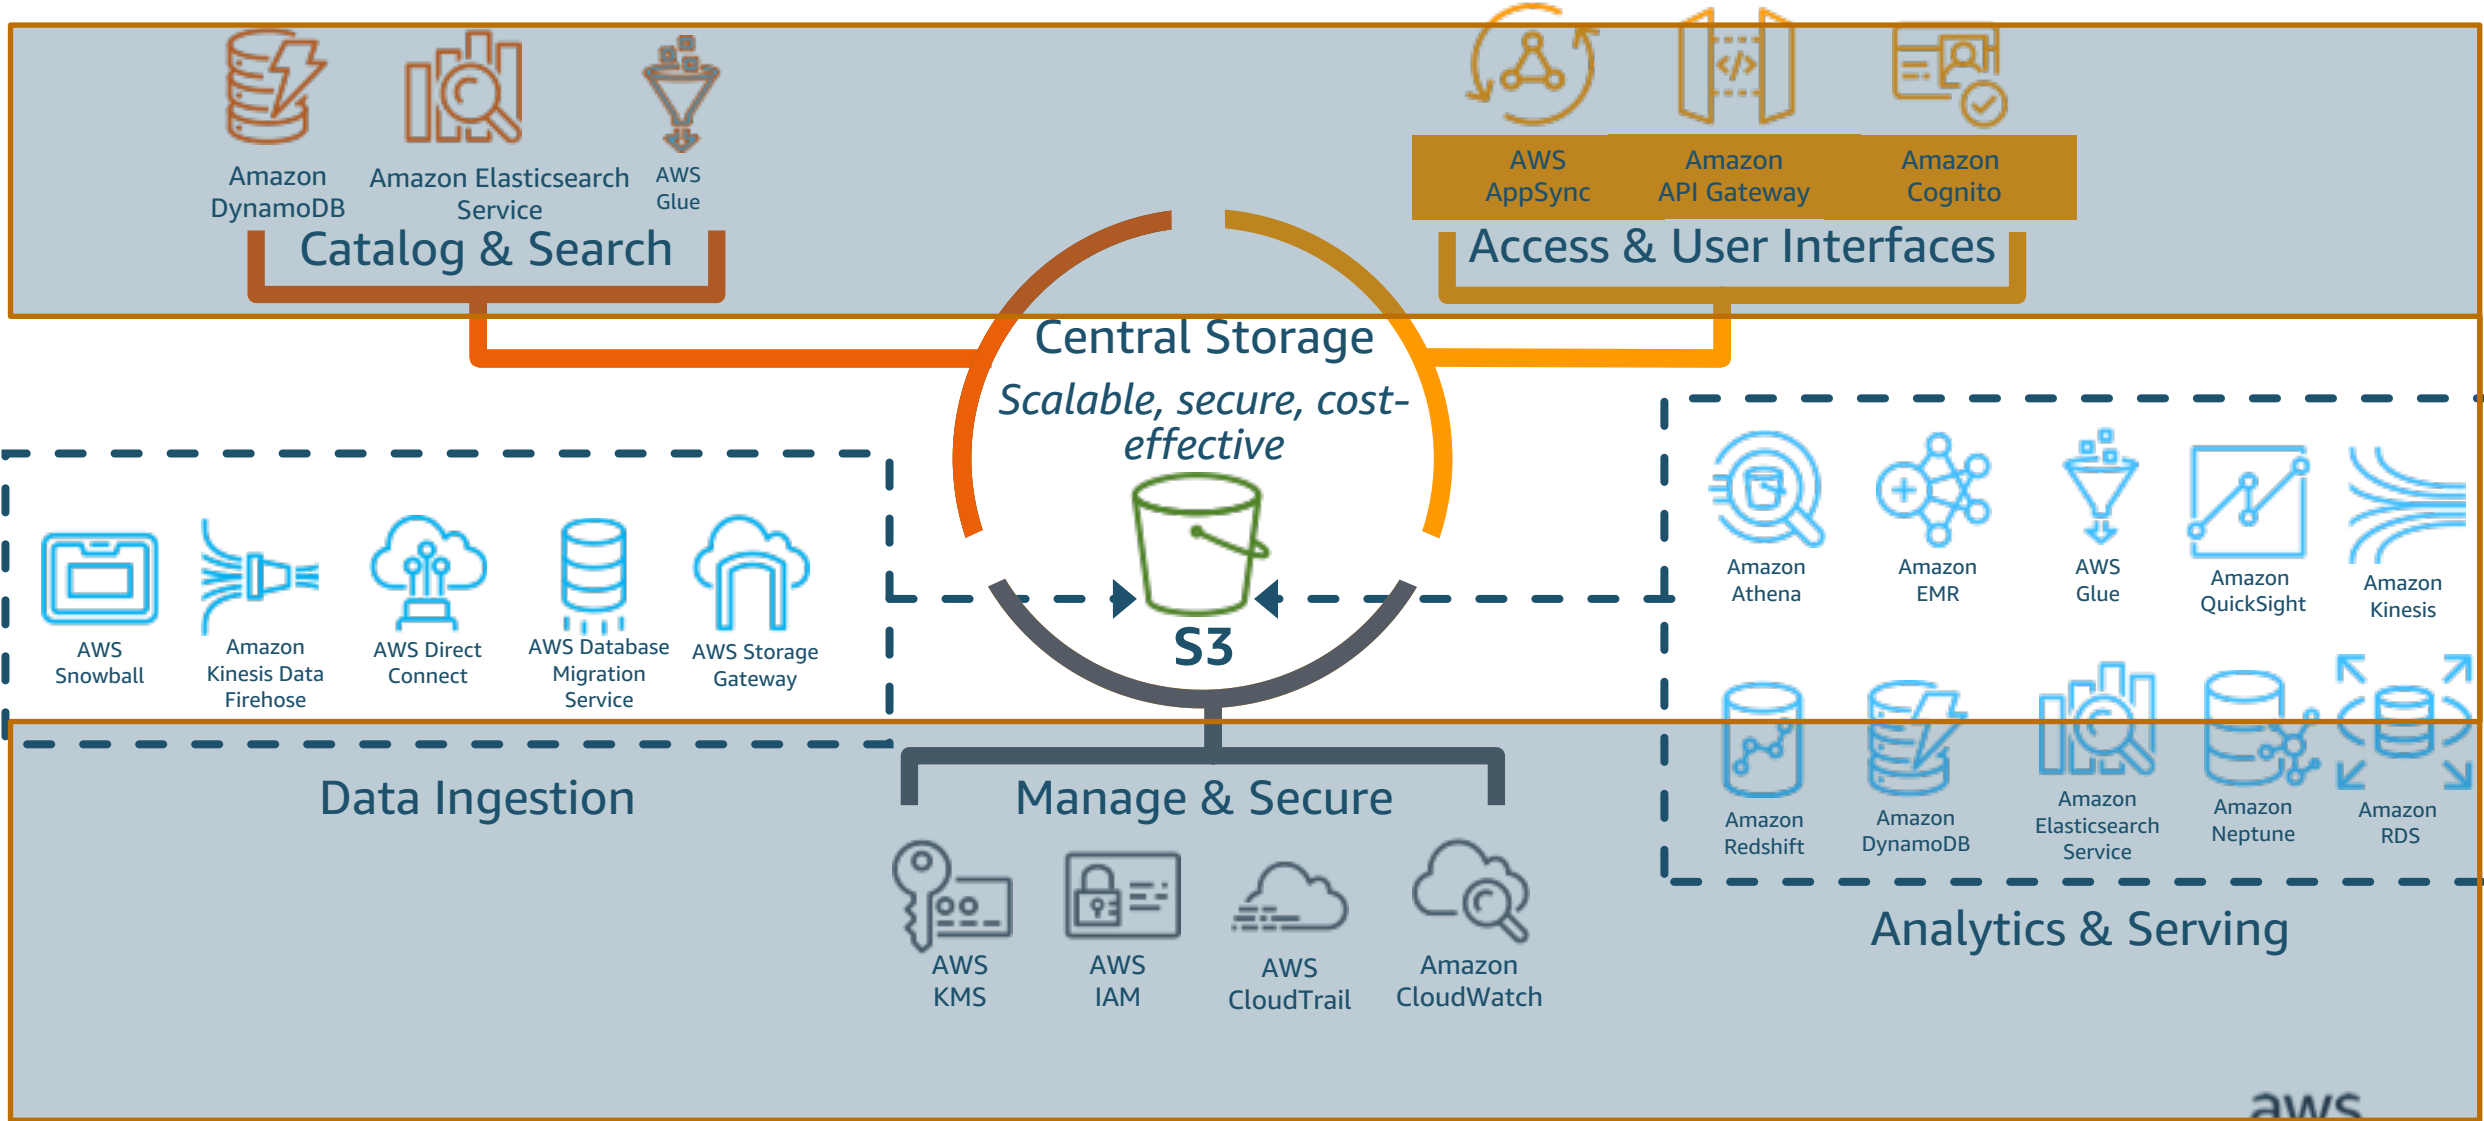 Amazon
DynamoDB
Amazon Elasticsearch
Service
AWS
Glue
Catalog & Search
AWS
AppSync
Amazon
API Gateway
Amazon
Cognito
Access & User Interfaces
Central Storage
Scalable, secure, cost-
effective
S3
AWS
Snowball
Amazon
Kinesis Data
Firehose
AWS Direct
Connect
AWS Database
Migration
Service
AWS Storage
Gateway
Data Ingestion
Amazon
Athena
Amazon
EMR
AWS
Glue
Amazon
QuickSight
Amazon
Kinesis
Amazon
Redshift
Amazon
DynamoDB
Amazon
Elasticsearch
Service
Amazon
Neptune
Amazon
RDS
Analytics & Serving
Manage & Secure
AWS
KMS
AWS
IAM
AWS
CloudTrail
Amazon
CloudWatch
aws